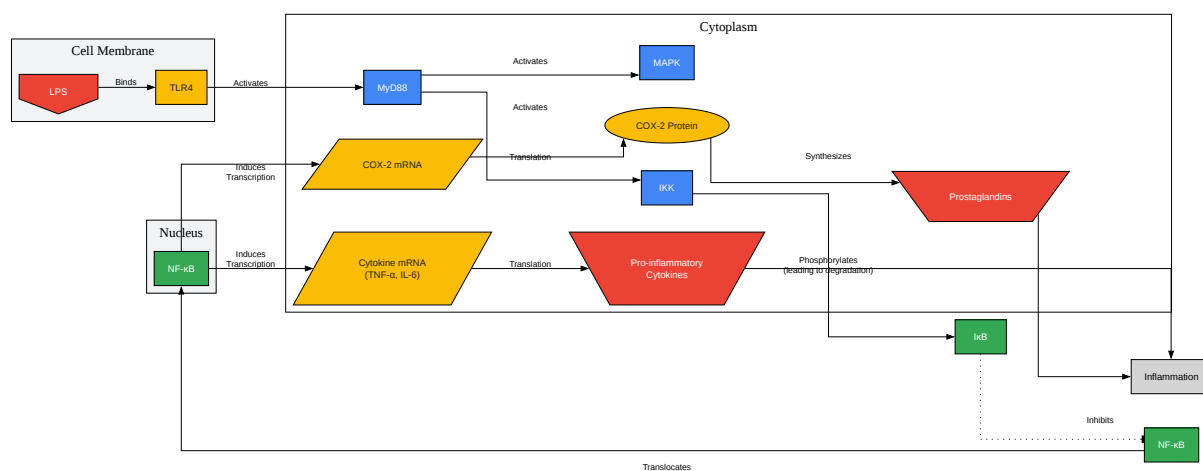 Cytoplasm
Cell Membrane
LPS
Binds
TLR4
Activates
MyD88
Activates
MAPK
Activates
COX-2 Protein
Induces
Transcription
COX-2 mRNA
Translation
Synthesizes
IKK
Prostaglandins
Nucleus
NF-κB
Induces
Transcription
Cytokine mRNA
(TNF-α, IL-6)
Translation
Pro-inflammatory
Cytokines
Phosphorylates
(leading to degradation)
IκB
Inflammation
Inhibits
NF-κB
Translocates